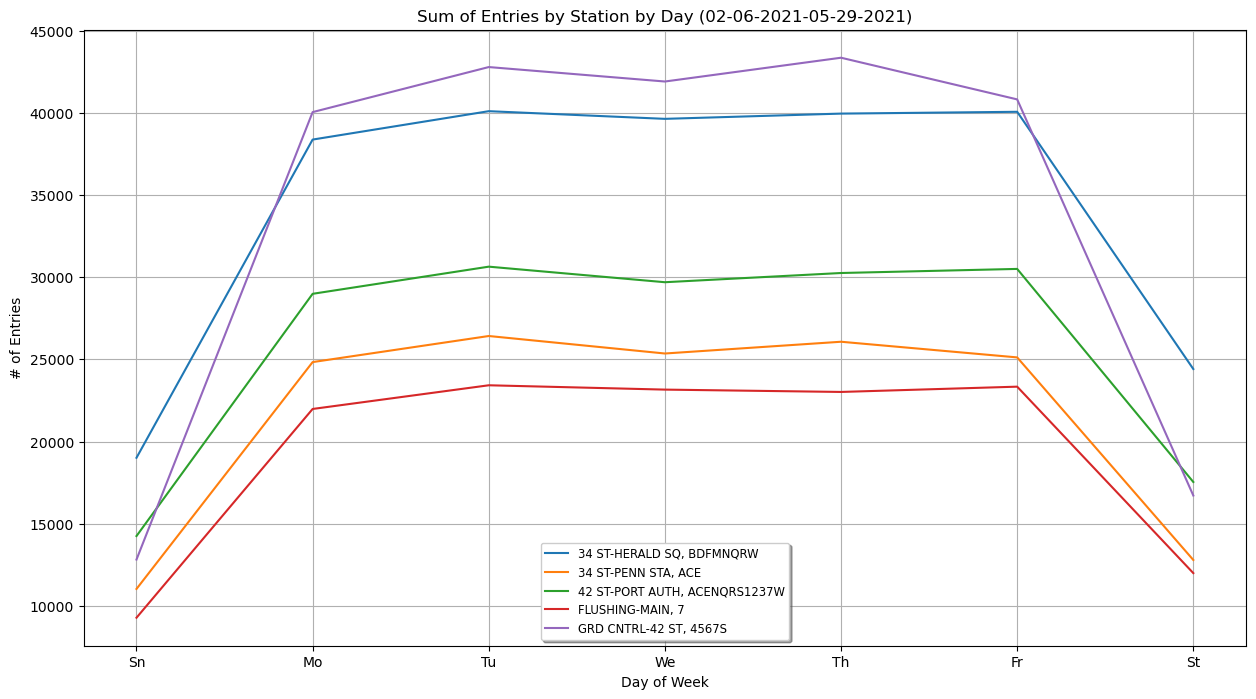 Sum of Entries by Station by Day (02-06-2021-05-29-2021)
45000
40000
35000
30000
25000
20000
15000
10000
# of Entries
34 ST-HERALD SQ, BDFMNQRW
34 ST-PENN STA, ACE
42 ST-PORT AUTH, ACENQRS1237W
FLUSHING-MAIN, 7
GRD CNTRL-42 ST, 4567S
Sn Mo Tu We Th Fr St
Day of Week